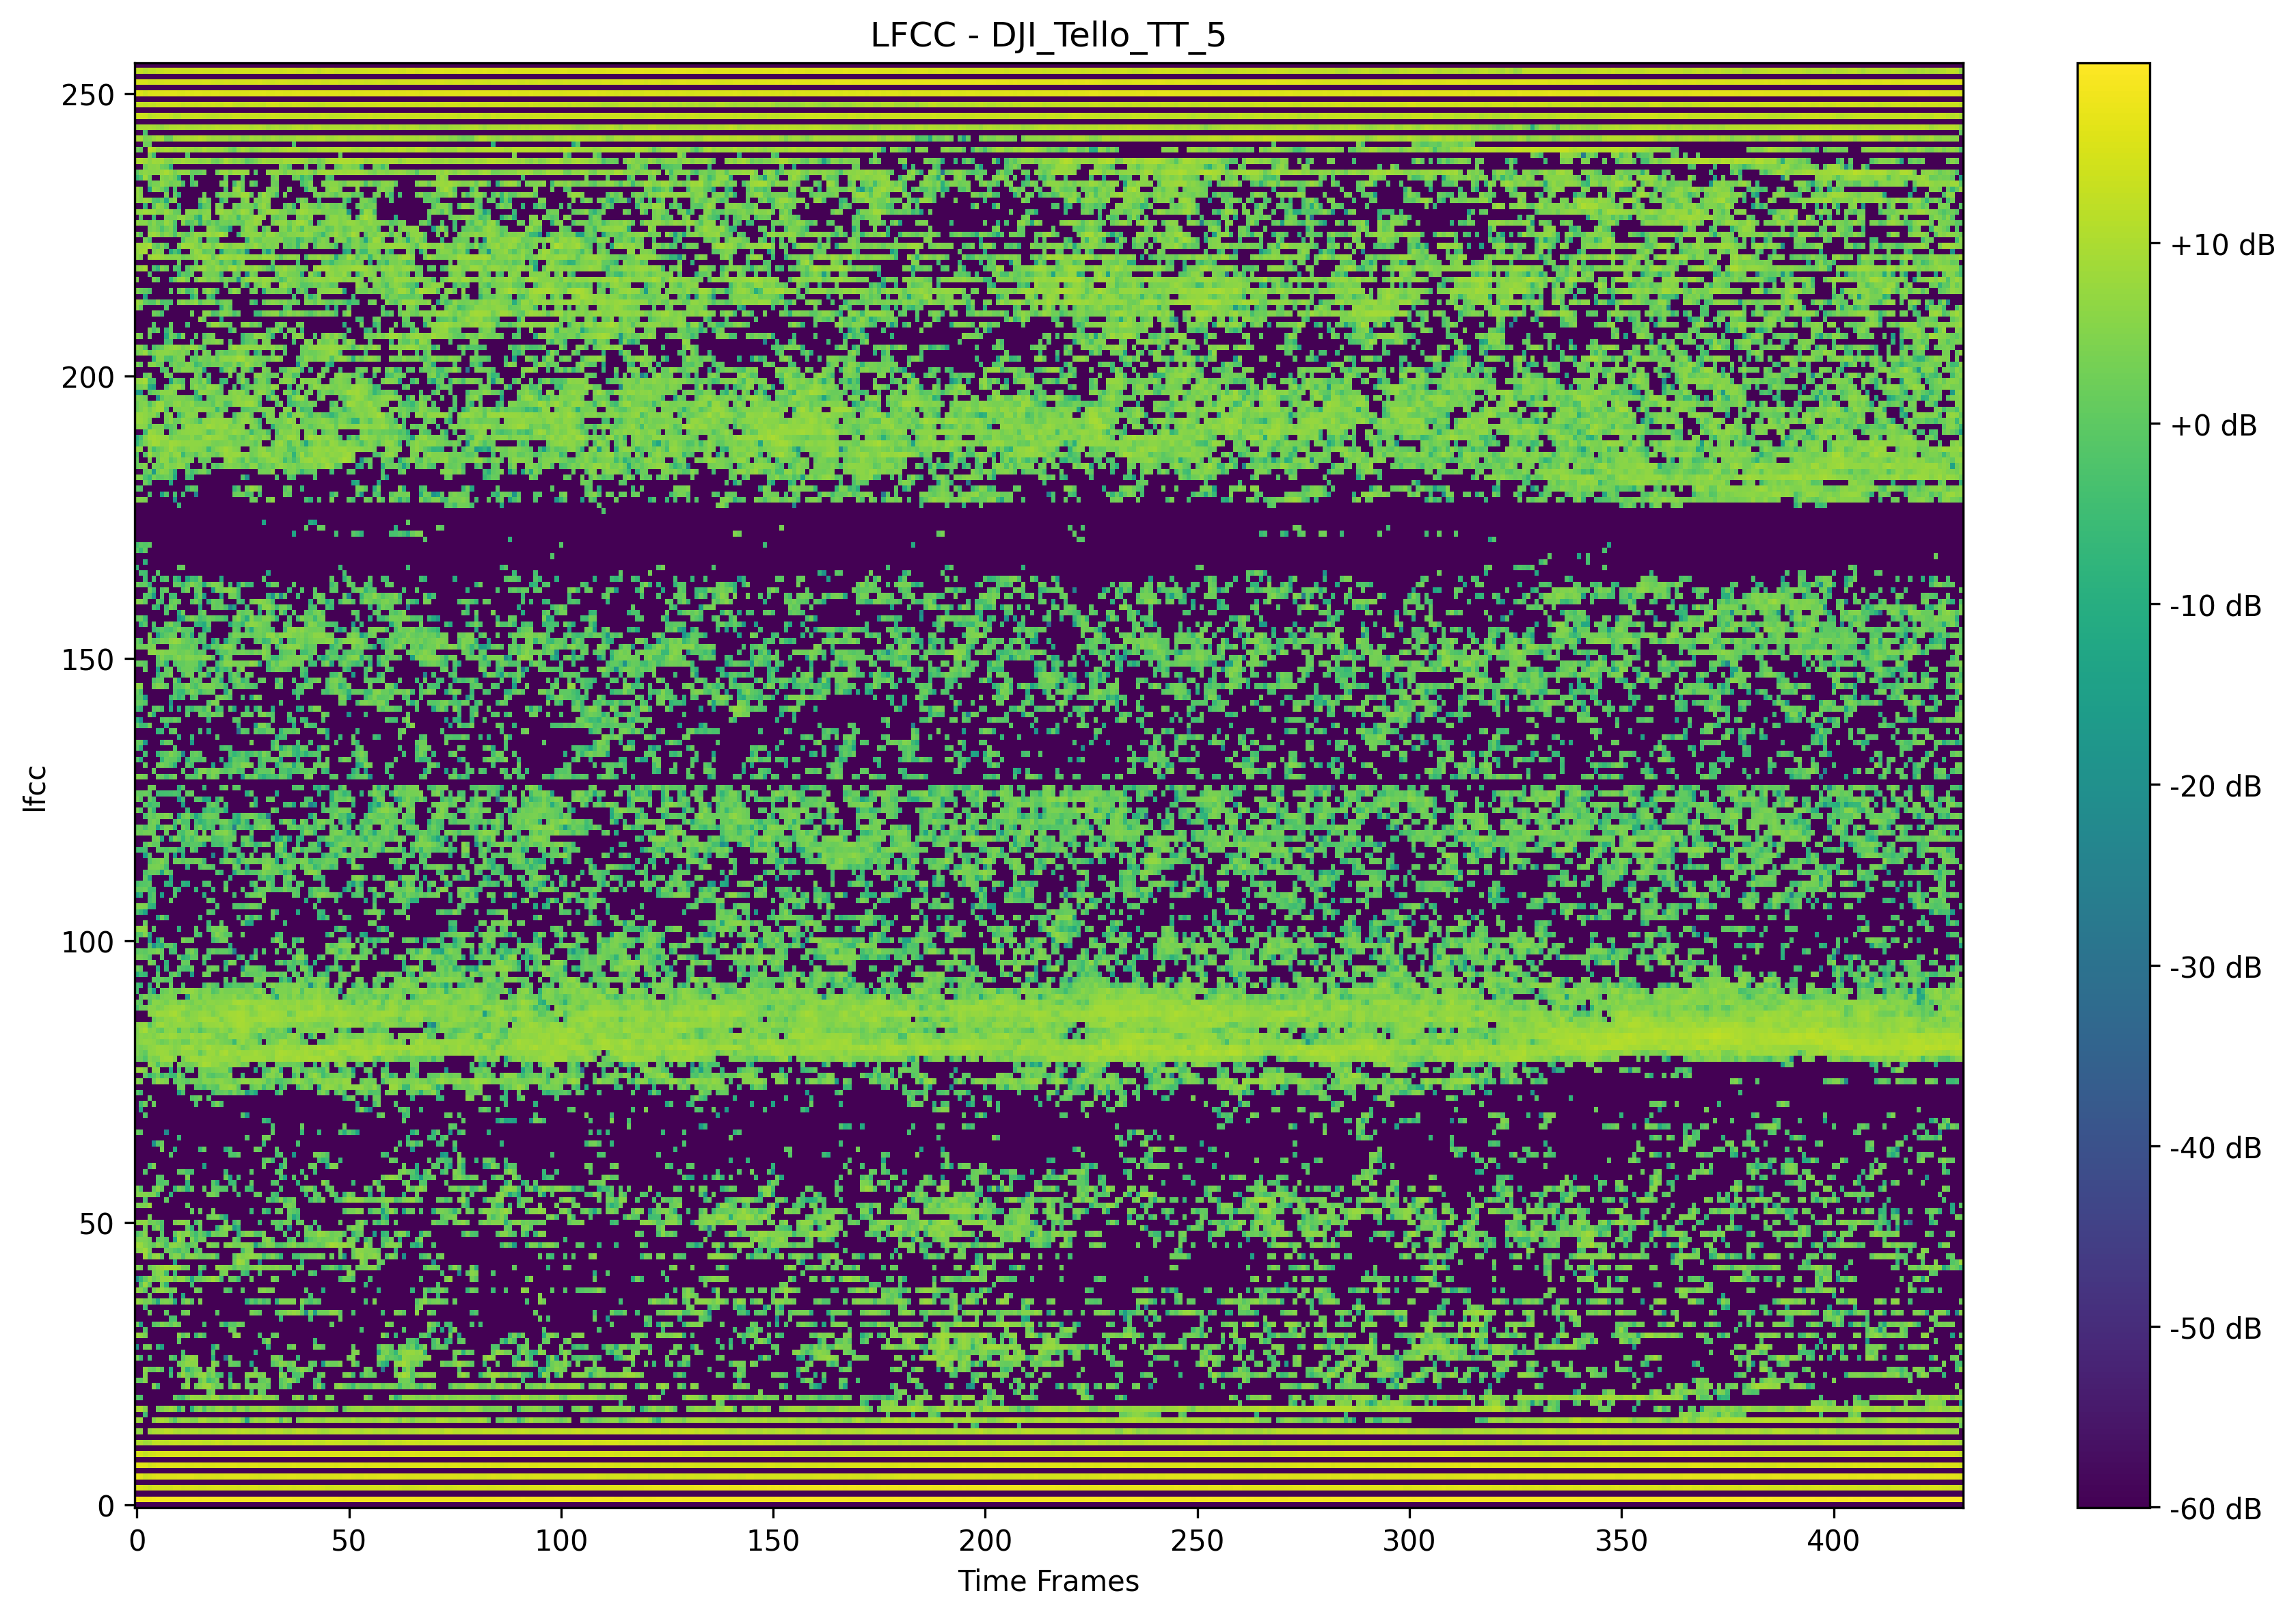 LFCC - DJI_Tello_TT_5
250
200
150
100
50
0
lfcc
0 50 100 150 200 250 300 350 400
Time Frames
+10 dB
+0 dB
-10 dB
-20 dB
-30 dB
-40 dB
-50 dB
-60 dB